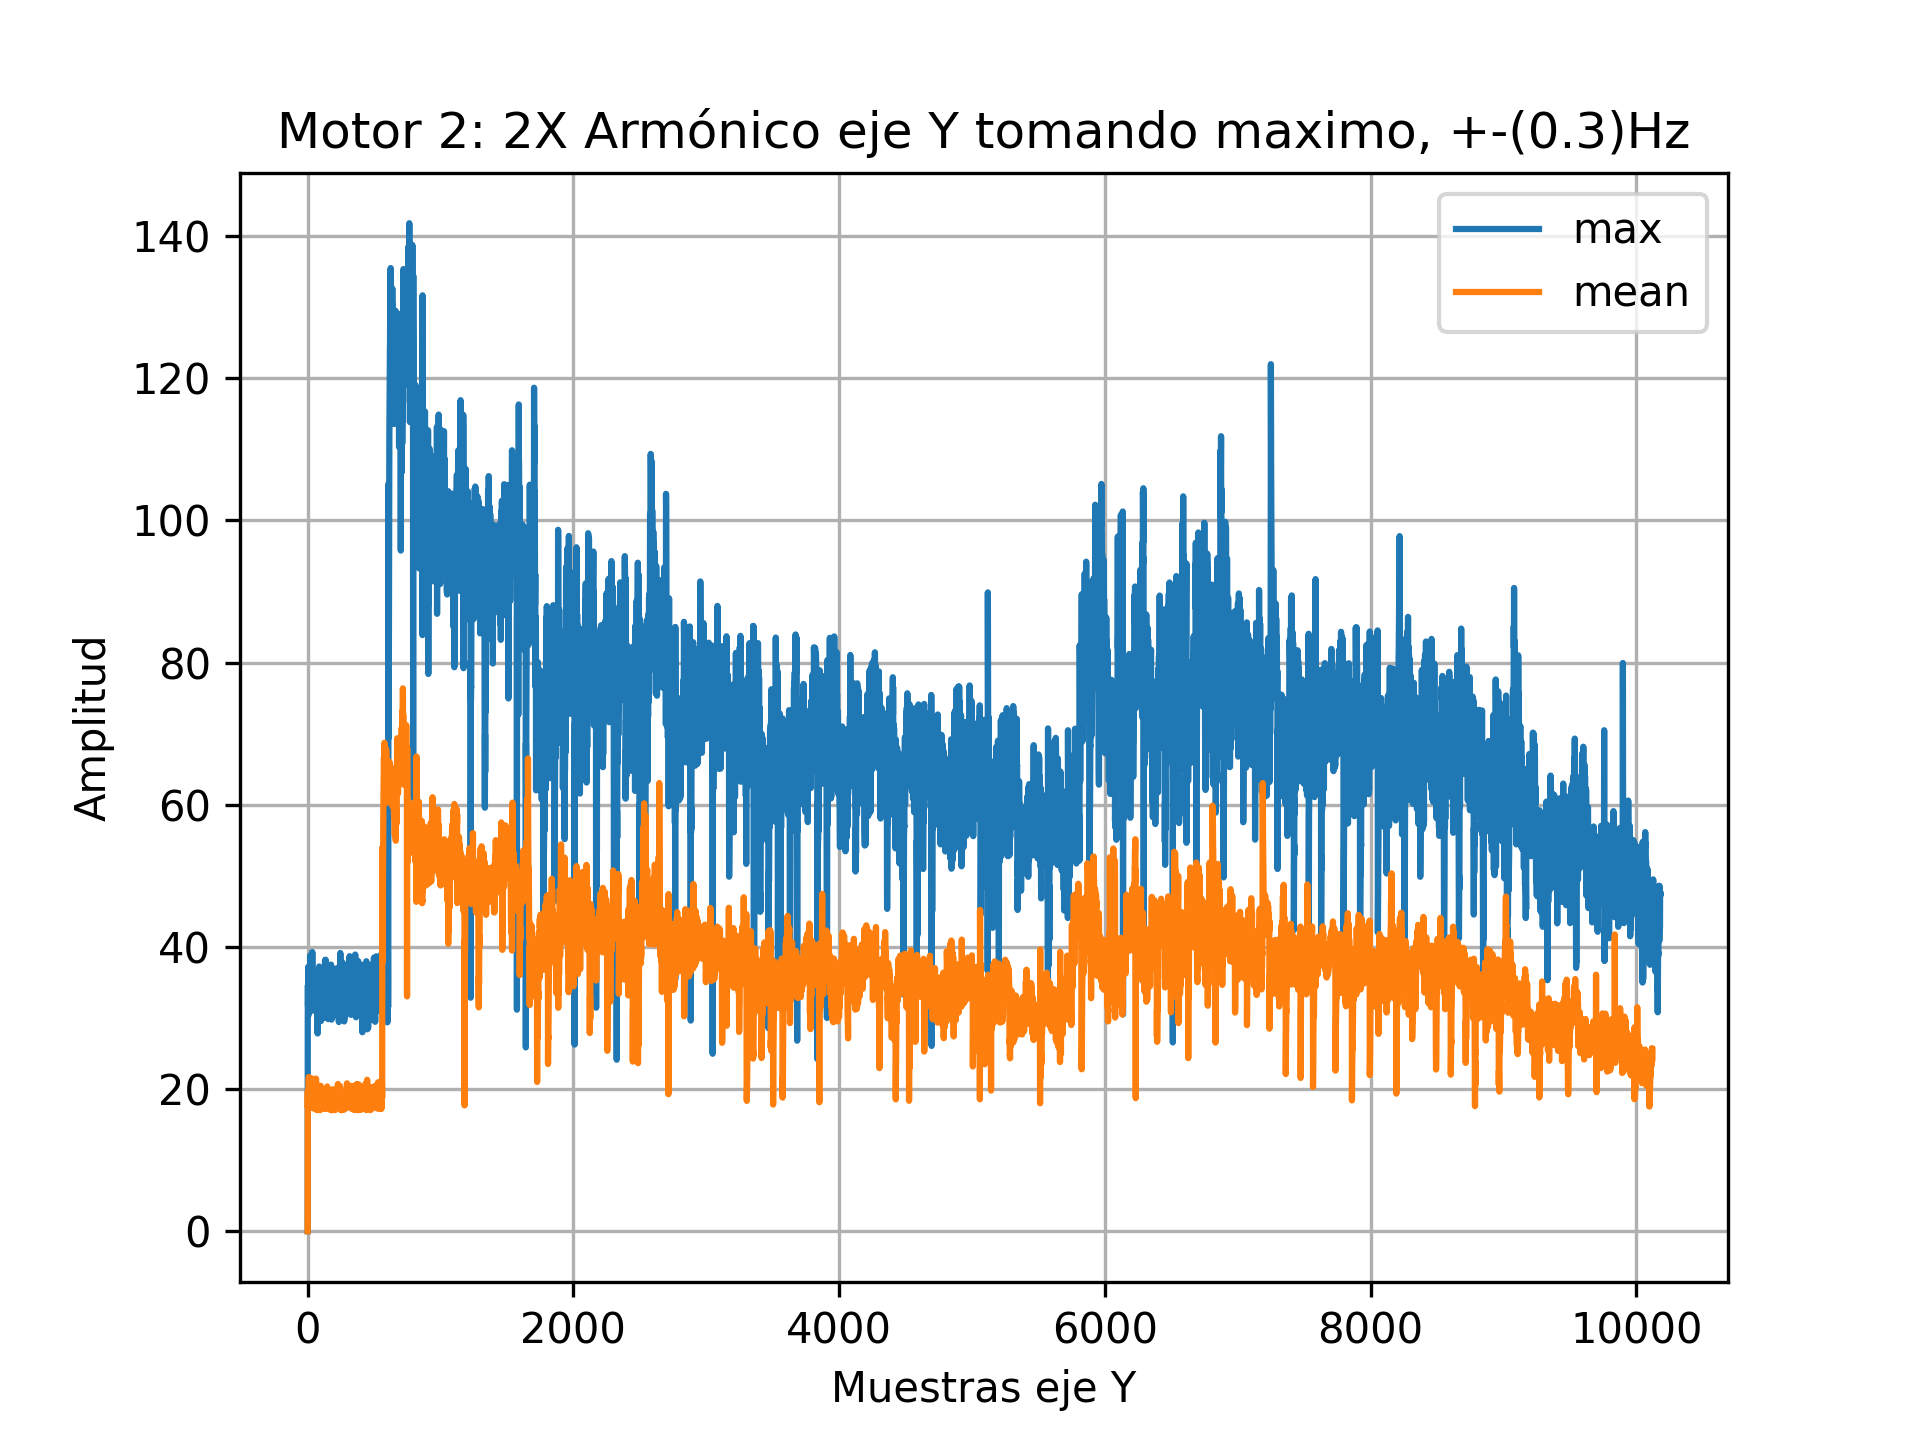 Motor 2: 2X Armónico eje Y tomando maximo, +-(0.3)Hz
max
mean
140
120
100
80
60
40
20
0
Amplitud
0 2000 4000 6000 8000 10000
Muestras eje Y